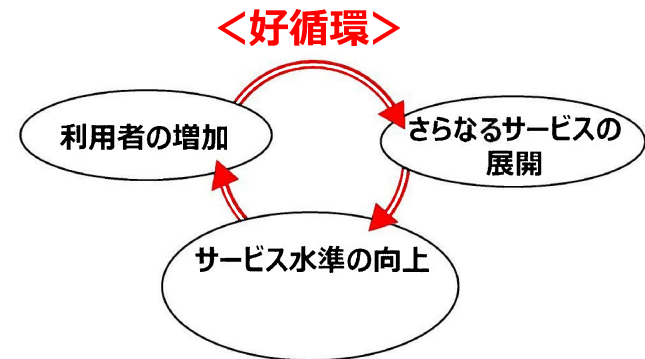 ＜好循環＞
利用者の増加
さらなるサービスの
展開
サービス水準の向上